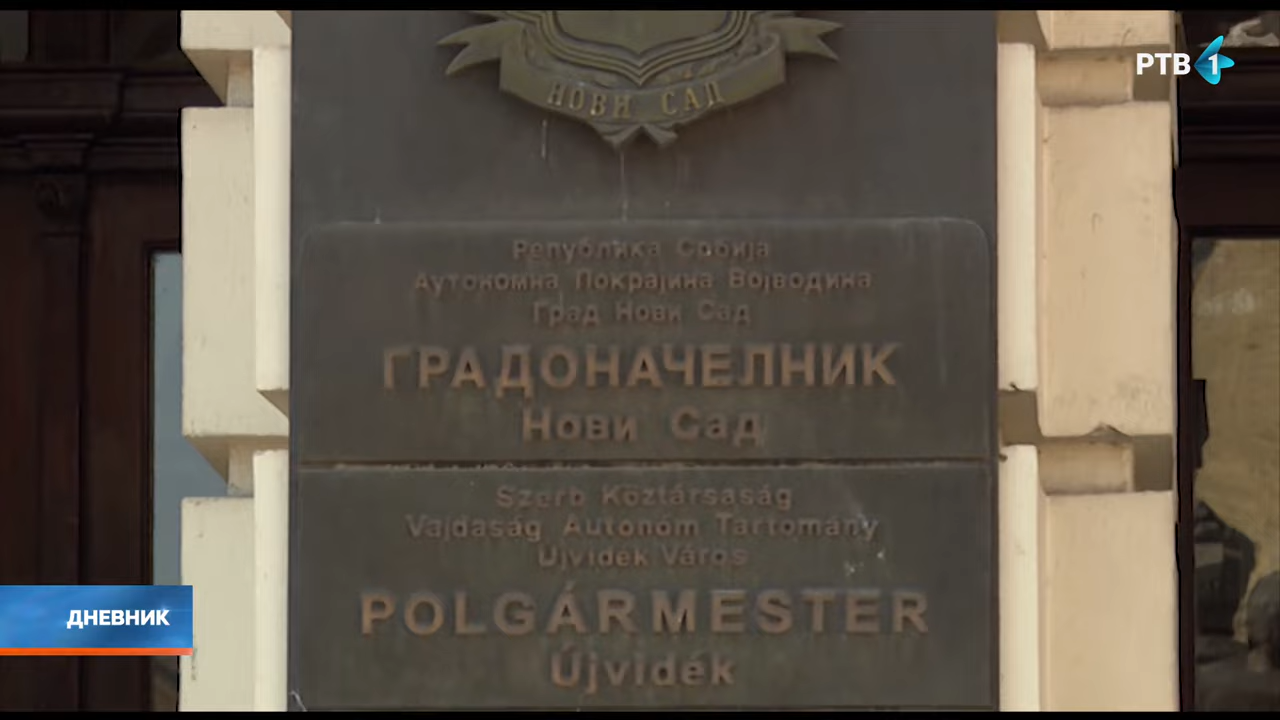 РТВ 1
НОВИ САД
Република Србија
Аутономна Покрајина Војводина
Град Нови Сад
ГРАДОНАЧЕЛНИК
Нови Сад
Szerb Köztársaság
Vajdaság Autonóm Tartomány
Újvidék Város
POLGÁRMESTER
Újvidék
ДНЕВНИК